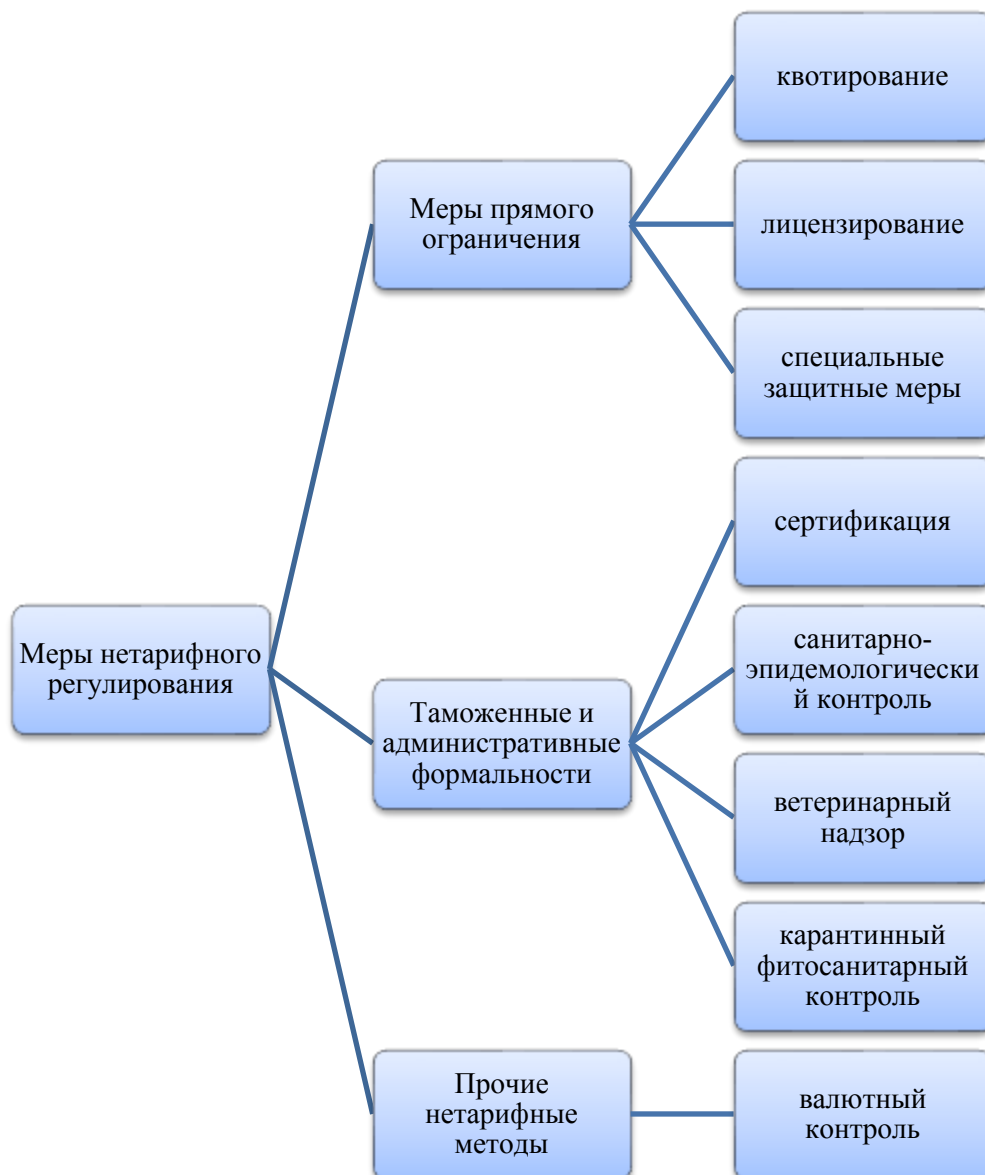 квотирование
Меры прямого
ограничения
лицензирование
специальные
защитные меры
сертификация
Меры нетарифного
регулирования
санитарно-
эпидемологически
й контроль
Таможенные и
административные
формальности
ветеринарный
надзор
карантинный
фитосанитарный
контроль
Прочие
нетарифные
методы
валютный
контроль